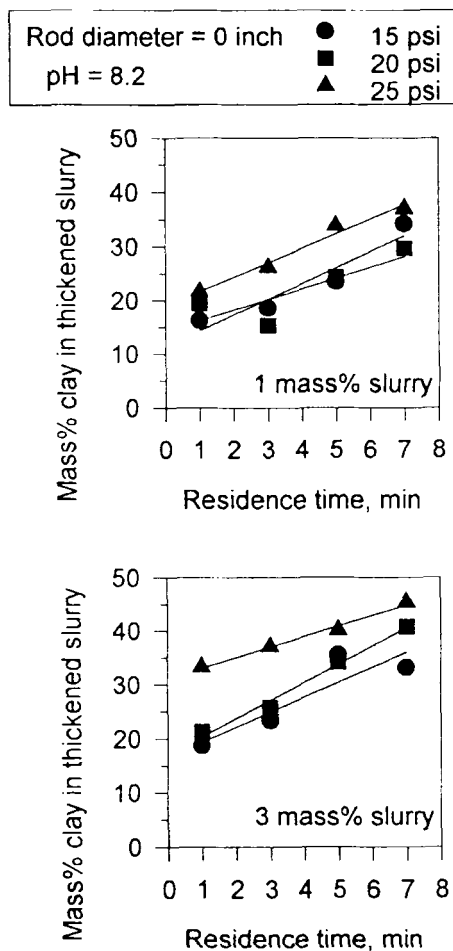 Rod diameter = 0 inch
pH = 8.2
15 psi
20 psi
25 psi
Mass% clay in thickened slurry
50
40
30
20
10
0
1 mass% slurry
0 1 2 3 4 5 6 7 8
Residence time, min
Mass% clay in thickened slurry
50
40
30
20
10
0
3 mass% slurry
0 1 2 3 4 5 6 7 8
Residence time, min